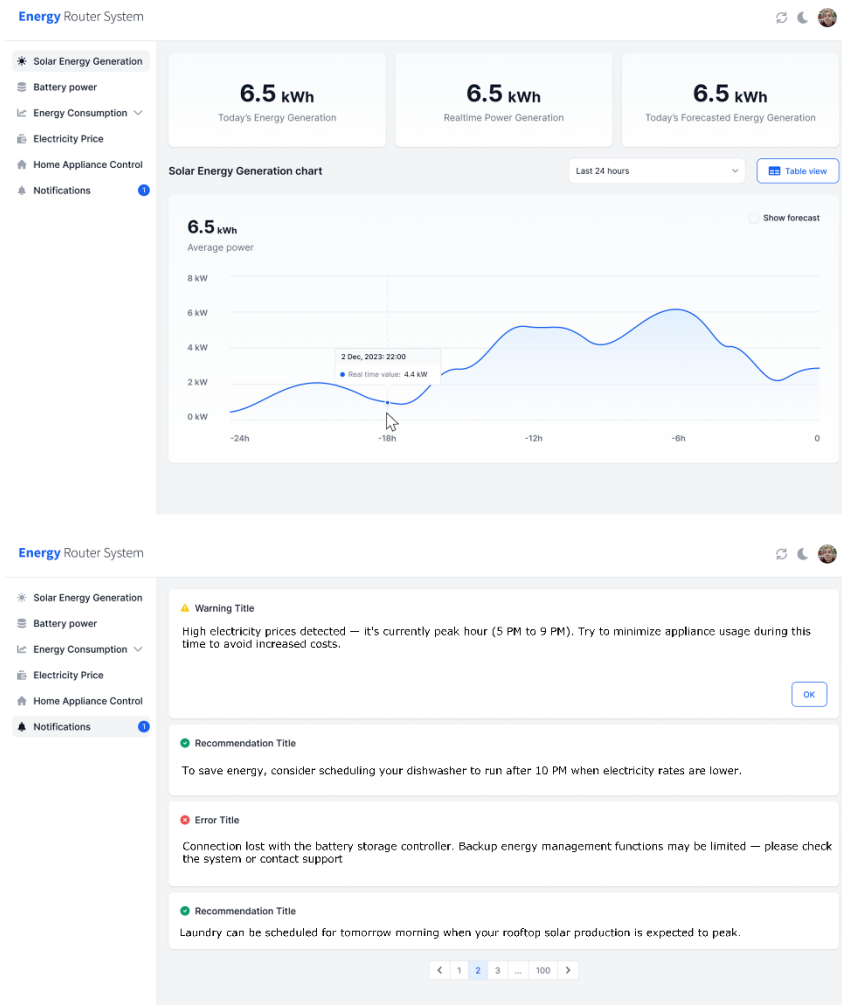 Energy Router System
Solar Energy Generation
Battery power
Energy Consumption
Electricity Price
Home Appliance Control
Notifications 1
6.5 kWh
Today's Energy Generation
6.5 kWh
Realtime Power Generation
6.5 kWh
Today's Forecasted Energy Generation
Solar Energy Generation chart
Last 24 hours
Table view
6.5 kWh
Average power
Show forecast
8 kW
6 kW
4 kW
2 kW
0 kW
2 Dec, 2023: 22:00
Real time value: 4.4 kW
-24h
-18h
-12h
-6h
0
Energy Router System
Solar Energy Generation
Battery power
Energy Consumption
Electricity Price
Home Appliance Control
Notifications 1
Warning Title
High electricity prices detected — it's currently peak hour (5 PM to 9 PM). Try to minimize appliance usage during this
time to avoid increased costs.
OK
Recommendation Title
To save energy, consider scheduling your dishwasher to run after 10 PM when electricity rates are lower.
Error Title
Connection lost with the battery storage controller. Backup energy management functions may be limited — please check
the system or contact support
Recommendation Title
Laundry can be scheduled for tomorrow morning when your rooftop solar production is expected to peak.
1 2 3 ... 100